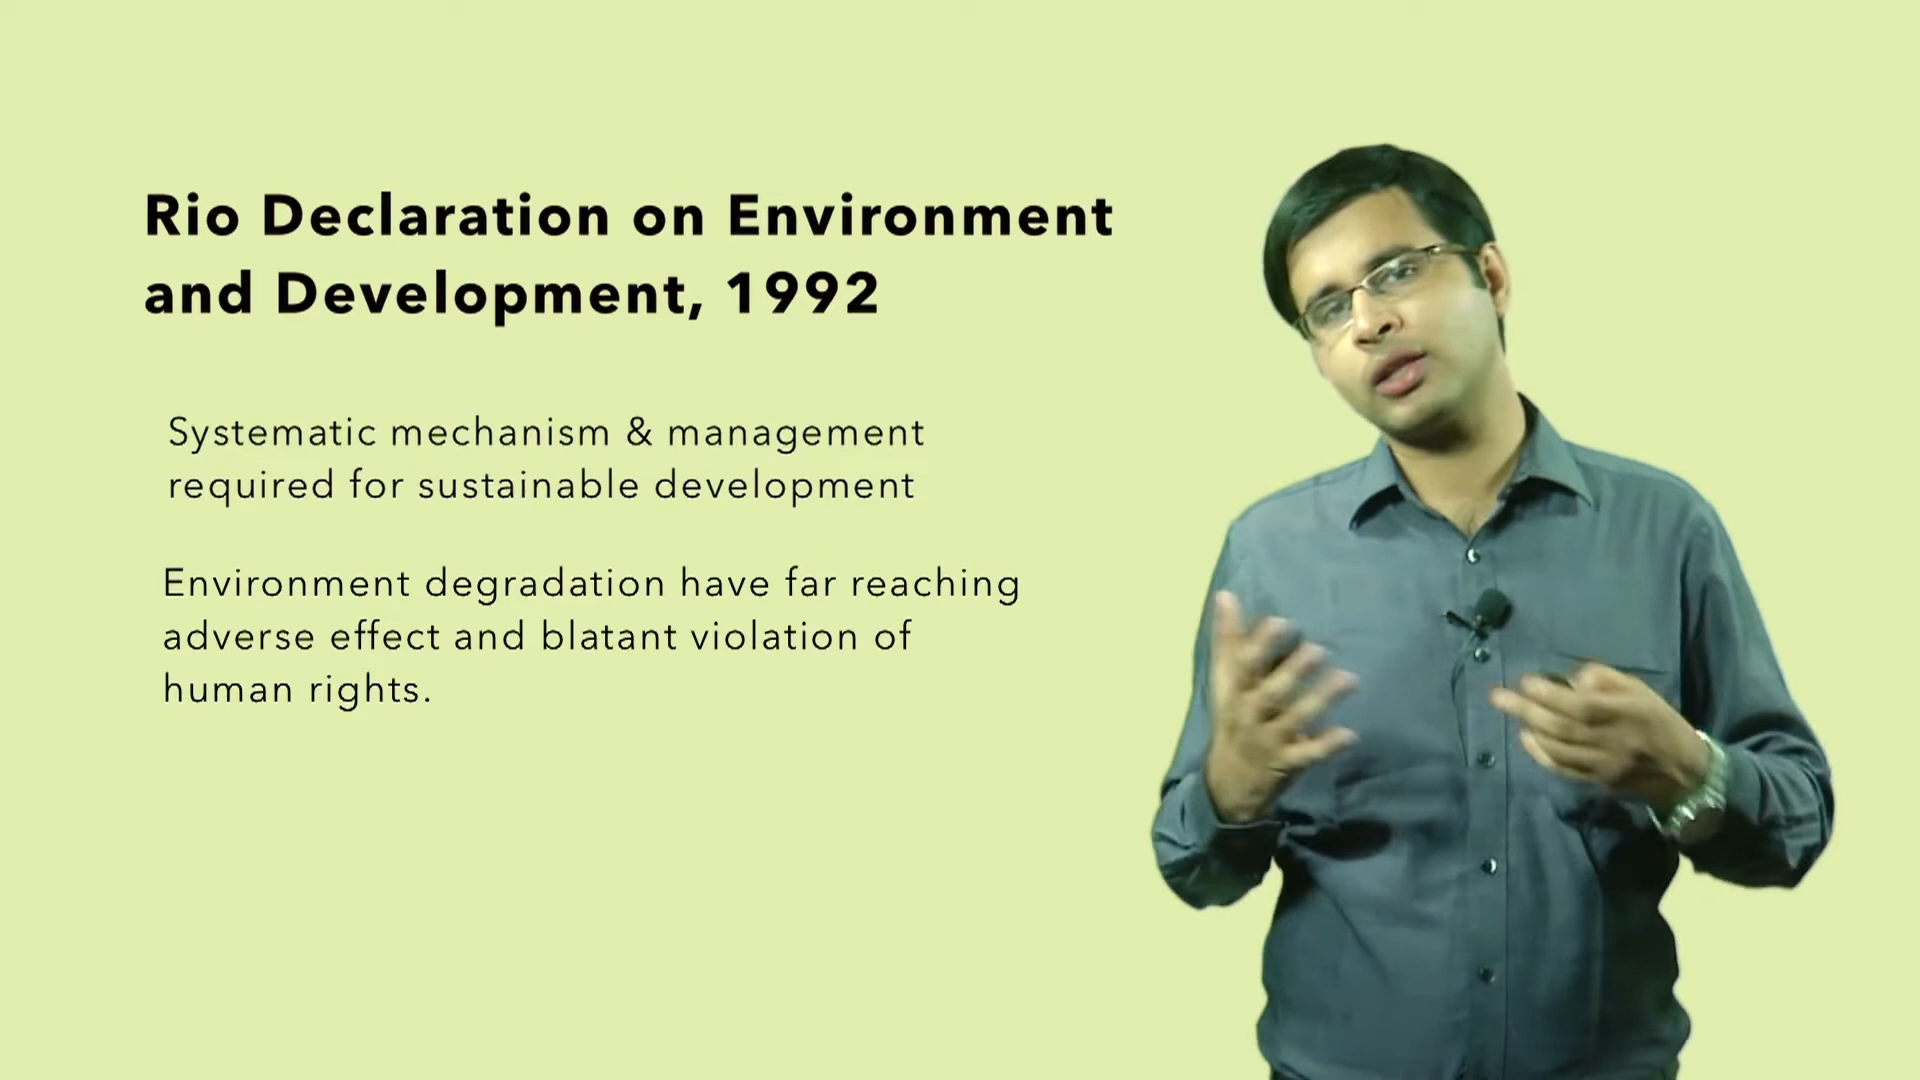 Rio Declaration on Environment
and Development, 1992
Systematic mechanism & management
required for sustainable development
Environment degradation have far reaching
adverse effect and blatant violation of
human rights.